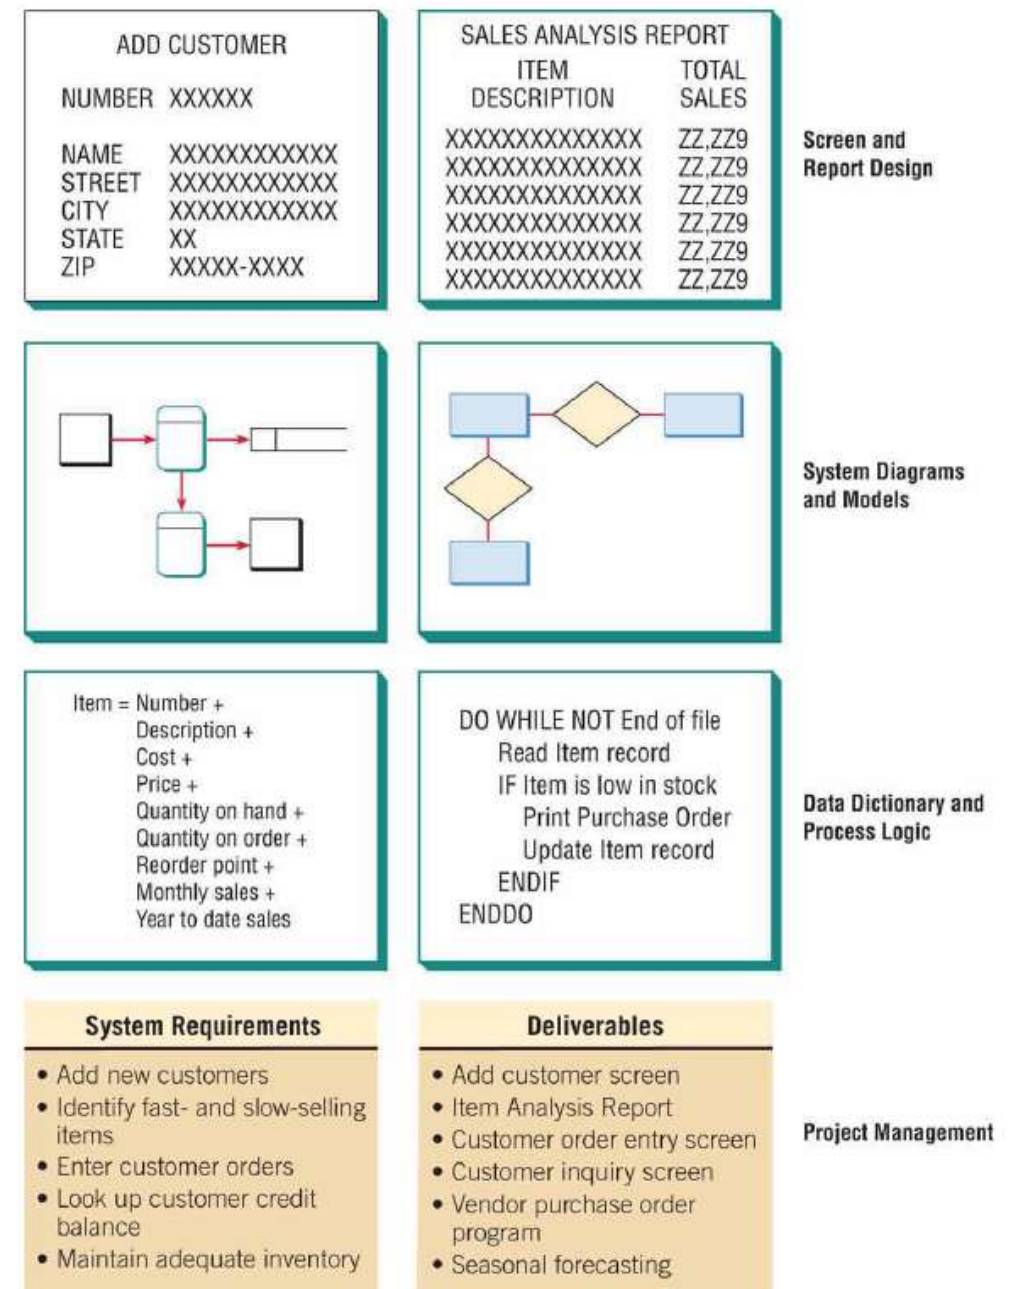 ADD CUSTOMER
NUMBER XXXXXX
NAME XXXXXXXXXXXX
STREET XXXXXXXXXXXX
CITY XXXXXXXXXXXX
STATE XX
ZIP XXXXX-XXXX
SALES ANALYSIS REPORT
ITEM TOTAL
DESCRIPTION SALES
XXXXXXXXXXXXXX ZZ,ZZ9
XXXXXXXXXXXXXX ZZ,ZZ9
XXXXXXXXXXXXXX ZZ,ZZ9
XXXXXXXXXXXXXX ZZ,ZZ9
XXXXXXXXXXXXXX ZZ,ZZ9
XXXXXXXXXXXXXX ZZ,ZZ9
Screen and
Report Design
System Diagrams
and Models
Item = Number +
Description +
Cost +
Price +
Quantity on hand +
Quantity on order +
Reorder point +
Monthly sales +
Year to date sales
DO WHILE NOT End of file
Read Item record
IF Item is low in stock
Print Purchase Order
Update Item record
ENDIF
ENDDO
Data Dictionary and
Process Logic
System Requirements
• Add new customers
• Identify fast- and slow-selling
items
• Enter customer orders
• Look up customer credit
balance
• Maintain adequate inventory
Deliverables
• Add customer screen
• Item Analysis Report
• Customer order entry screen
• Customer inquiry screen
• Vendor purchase order
program
• Seasonal forecasting
Project Management